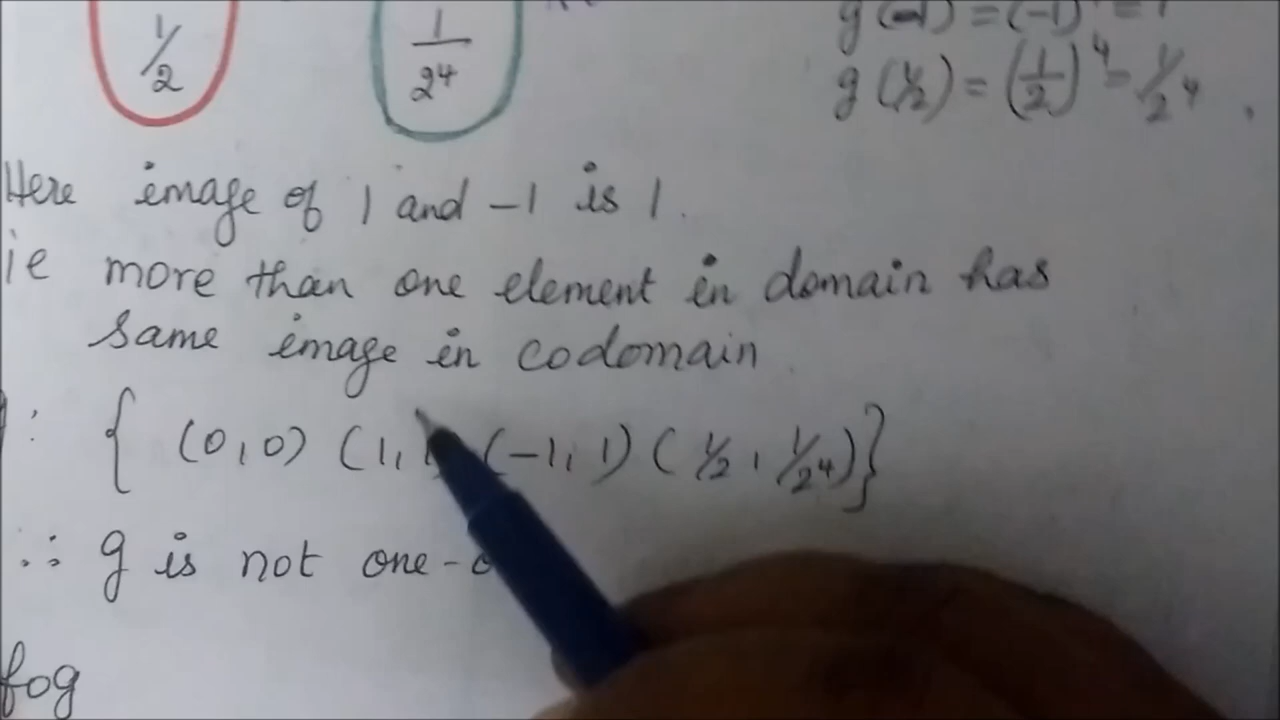 1/2
1/2⁴
g(-1) = (-1)
g(1/2) = (1/2)⁴ = 1/2⁴.
Here image of 1 and -1 is 1.
ie more than one element in domain has
same image in codomain
: { (0,0) (1, (-1,1) (1/2, 1/2⁴)}
∴ g is not one-
fog